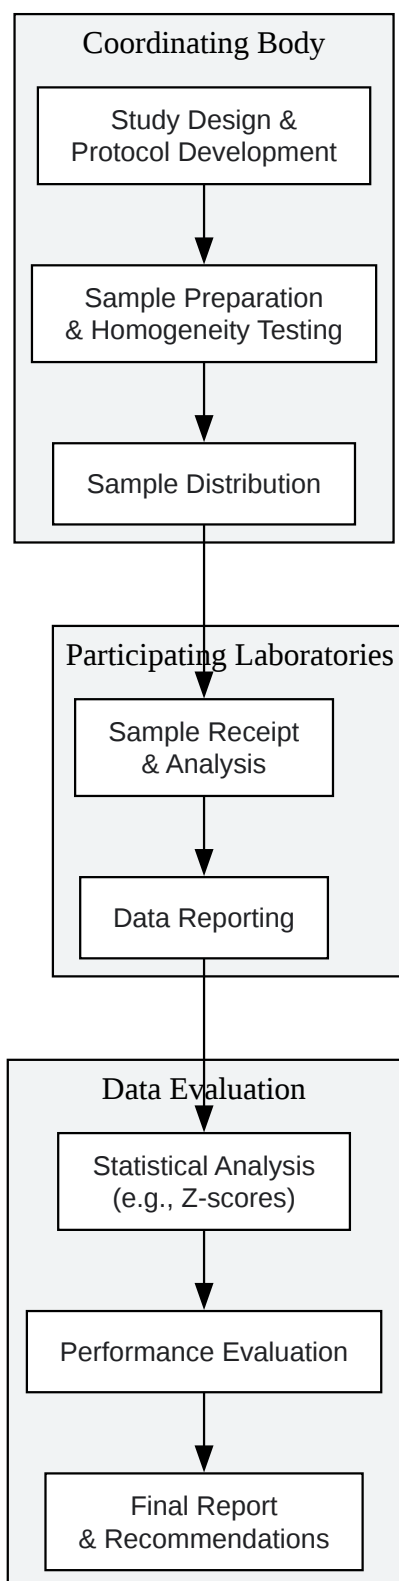 Coordinating Body
Study Design &
Protocol Development
Sample Preparation
& Homogeneity Testing
Sample Distribution
Participating Laboratories
Sample Receipt
& Analysis
Data Reporting
Data Evaluation
Statistical Analysis
(e.g., Z-scores)
Performance Evaluation
Final Report
& Recommendations